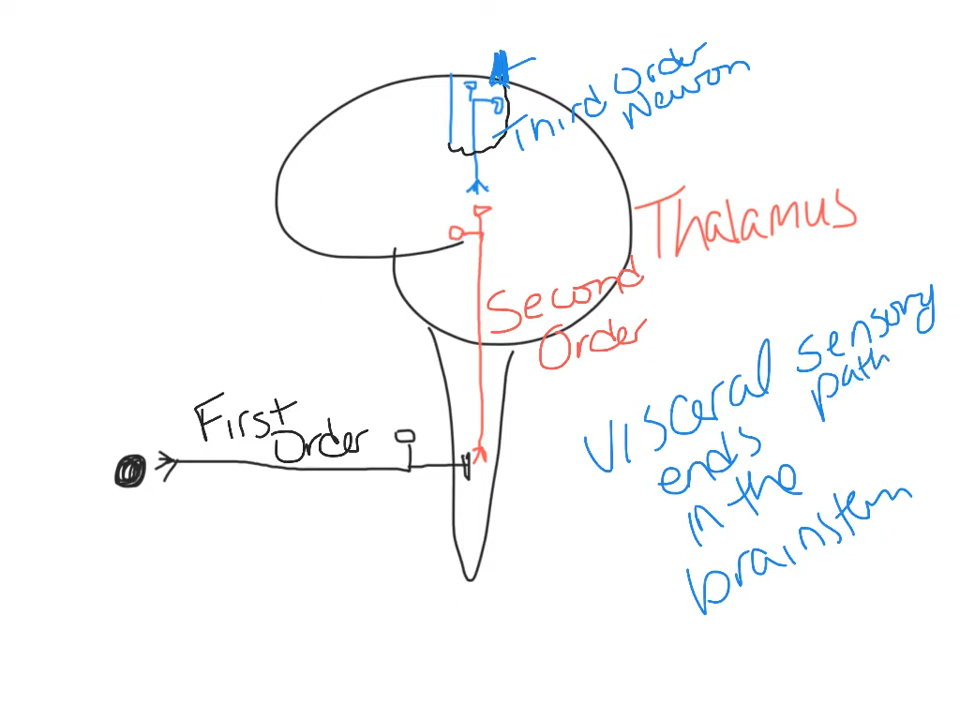 Third Order
Neuron
Thalamus
Second
Order
First
Order
Visceral sensory
path
ends
in the
brainstem